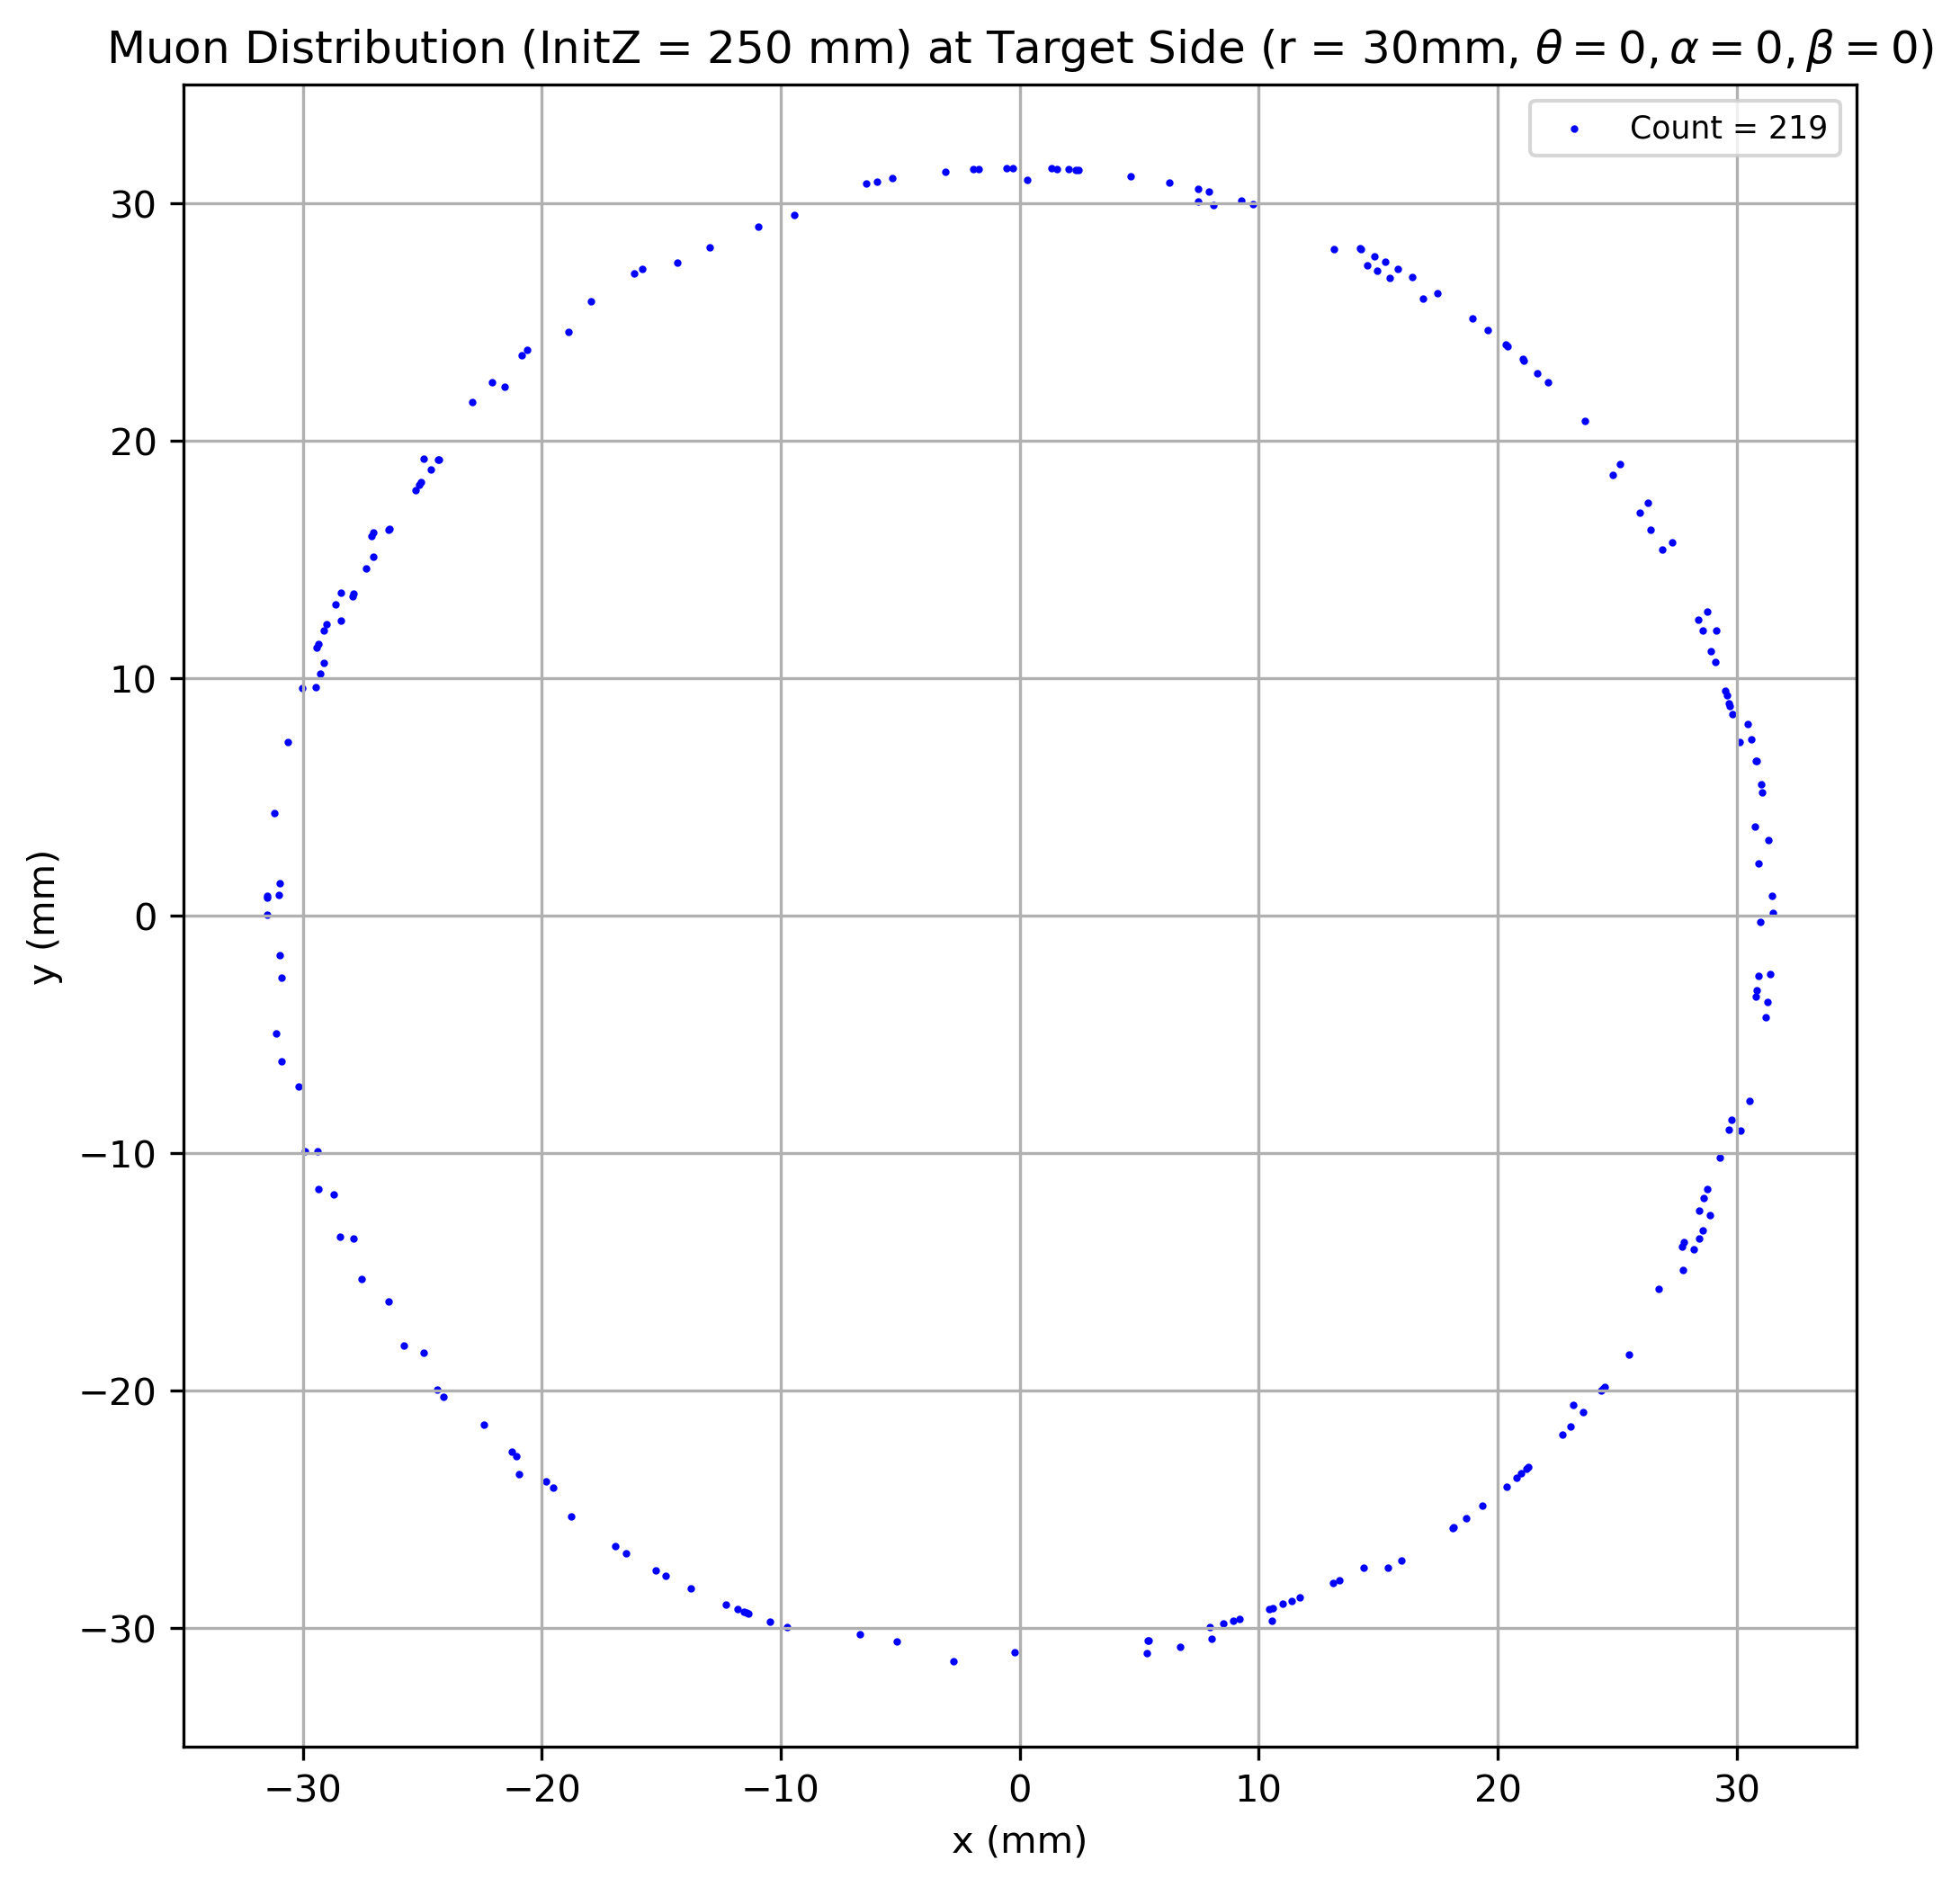 Muon Distribution (InitZ = 250 mm) at Target Side (r = 30mm, θ = 0, α = 0, β = 0)
Count = 219
30
20
10
0
−10
−20
−30
y (mm)
−30 −20 −10 0 10 20 30
x (mm)